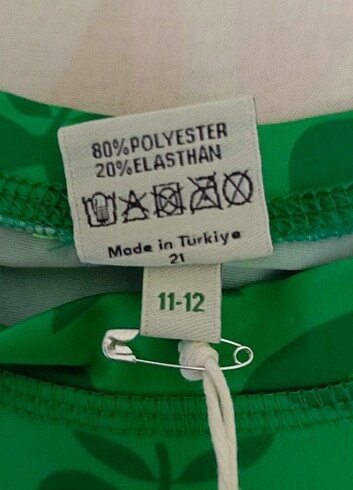 80%POLYESTER
20%ELASTHAN
Made in Türkiye
21
11-12